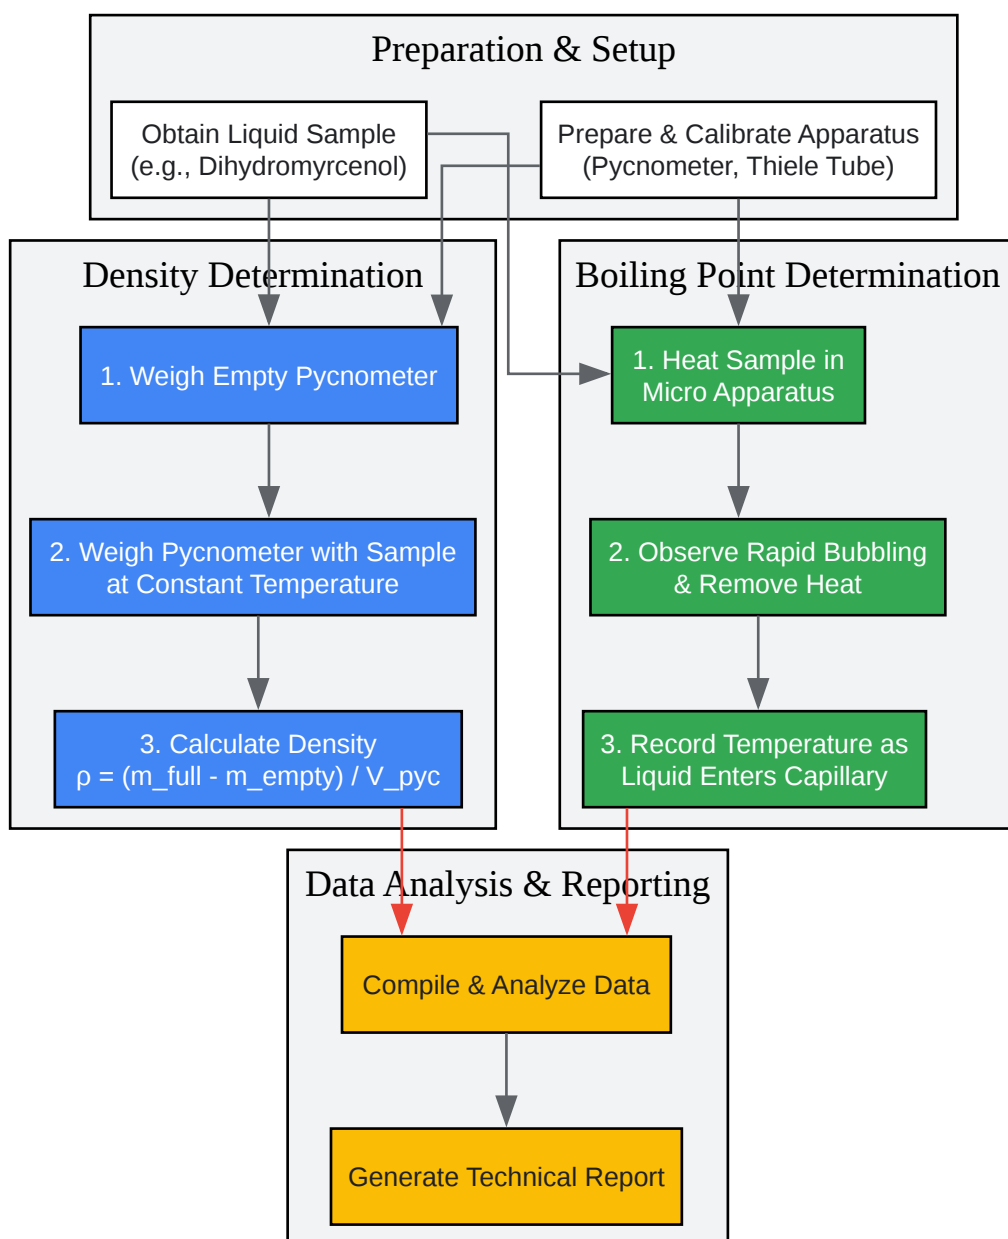 Preparation & Setup
Obtain Liquid Sample
(e.g., Dihydromyrcenol)
Prepare & Calibrate Apparatus
(Pycnometer, Thiele Tube)
Density Determination
1. Weigh Empty Pycnometer
2. Weigh Pycnometer with Sample
at Constant Temperature
3. Calculate Density
ρ = (m_full - m_empty) / V_pyc
Boiling Point Determination
1. Heat Sample in
Micro Apparatus
2. Observe Rapid Bubbling
& Remove Heat
3. Record Temperature as
Liquid Enters Capillary
Data Analysis & Reporting
Compile & Analyze Data
Generate Technical Report